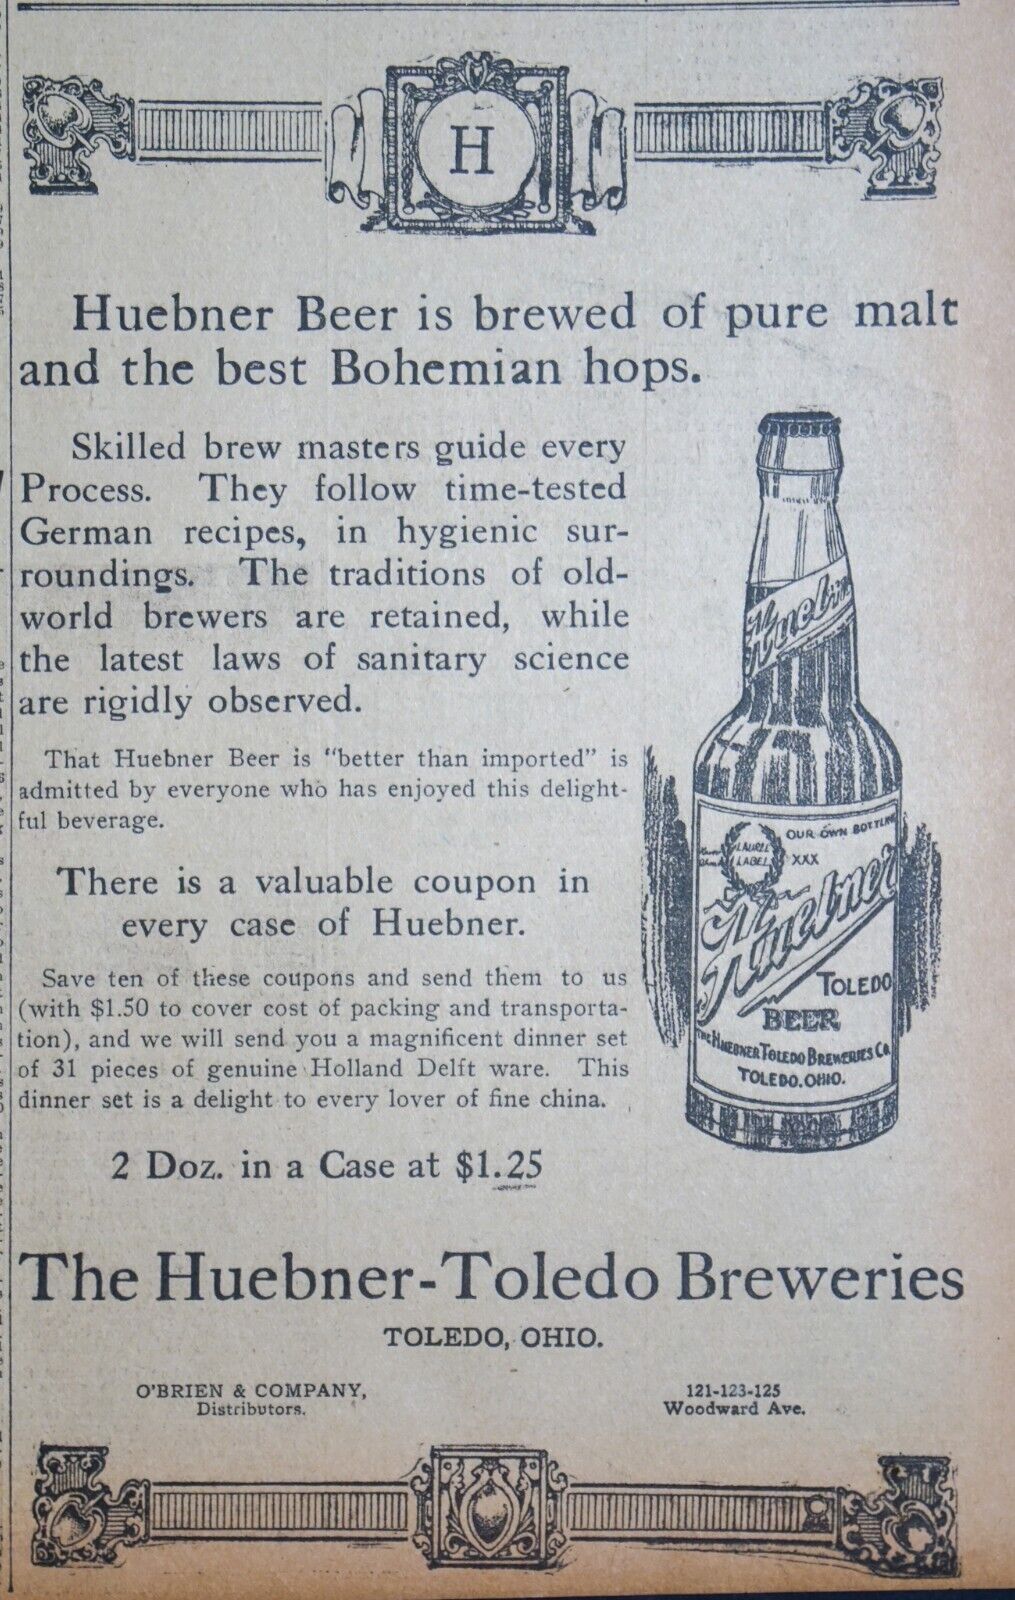 H
Huebner Beer is brewed of pure malt
and the best Bohemian hops.
Skilled brew masters guide every
Process. They follow time-tested
German recipes, in hygienic sur-
roundings. The traditions of old-
world brewers are retained, while
the latest laws of sanitary science
are rigidly observed.
That Huebner Beer is "better than imported" is
admitted by everyone who has enjoyed this delight-
ful beverage.
There is a valuable coupon in
every case of Huebner.
Save ten of these coupons and send them to us
(with $1.50 to cover cost of packing and transporta-
tion), and we will send you a magnificent dinner set
of 31 pieces of genuine Holland Delft ware. This
dinner set is a delight to every lover of fine china.
2 Doz. in a Case at $1.25
OUR OWN BOTTLING
LAUREL
LABEL
XXX
Huebner
TOLEDO
BEER
THE HUEBNER TOLEDO BREWERIES CO.
TOLEDO, OHIO.
The Huebner-Toledo Breweries
TOLEDO, OHIO.
O'BRIEN & COMPANY,
Distributors.
121-123-125
Woodward Ave.